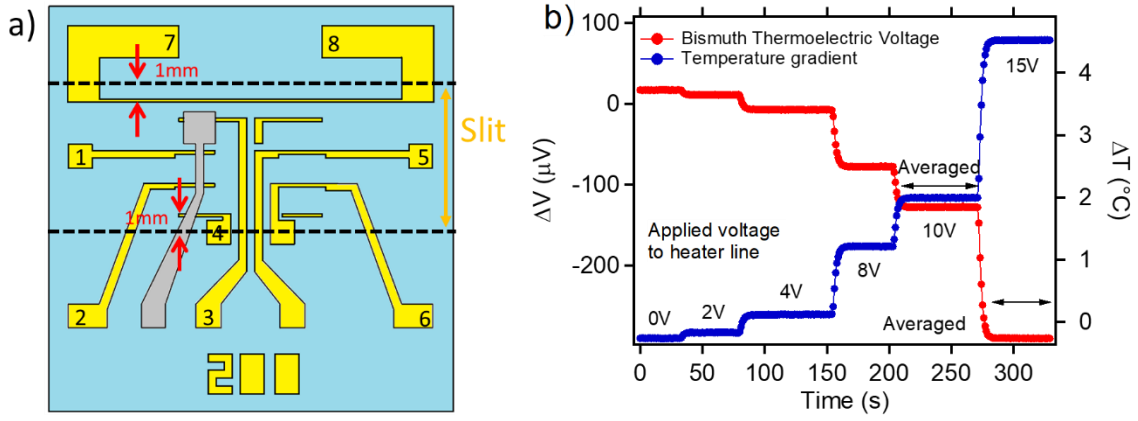 a)
7
8
1mm
Slit
1
5
1mm
4
2
3
6
200
b)
Bismuth Thermoelectric Voltage
Temperature gradient
15V
Averaged
10V
Applied voltage
to heater line
8V
4V
2V
0V
Averaged
100
0
-100
-200
ΔV (µV)
4
3
2
1
0
ΔT (°C)
0
50
100
150
200
250
300
Time (s)